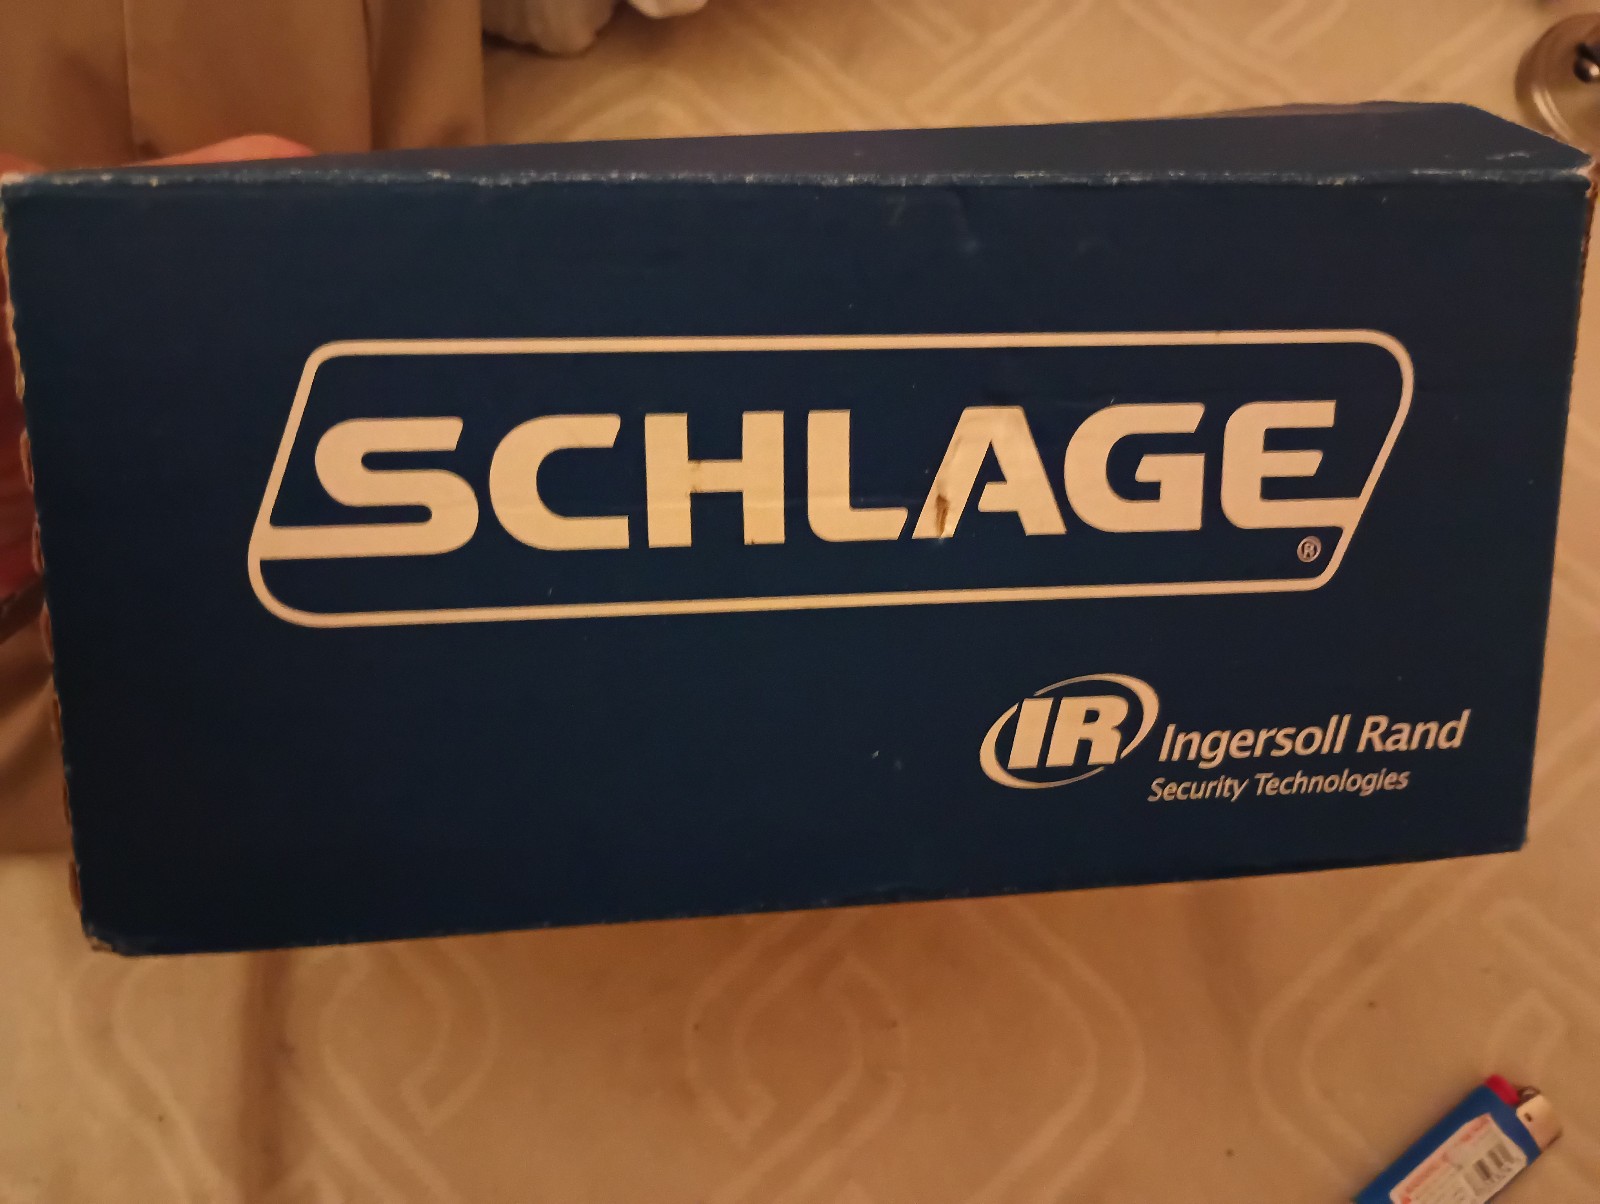 SCHLAGE
®
IR Ingersoll Rand
Security Technologies